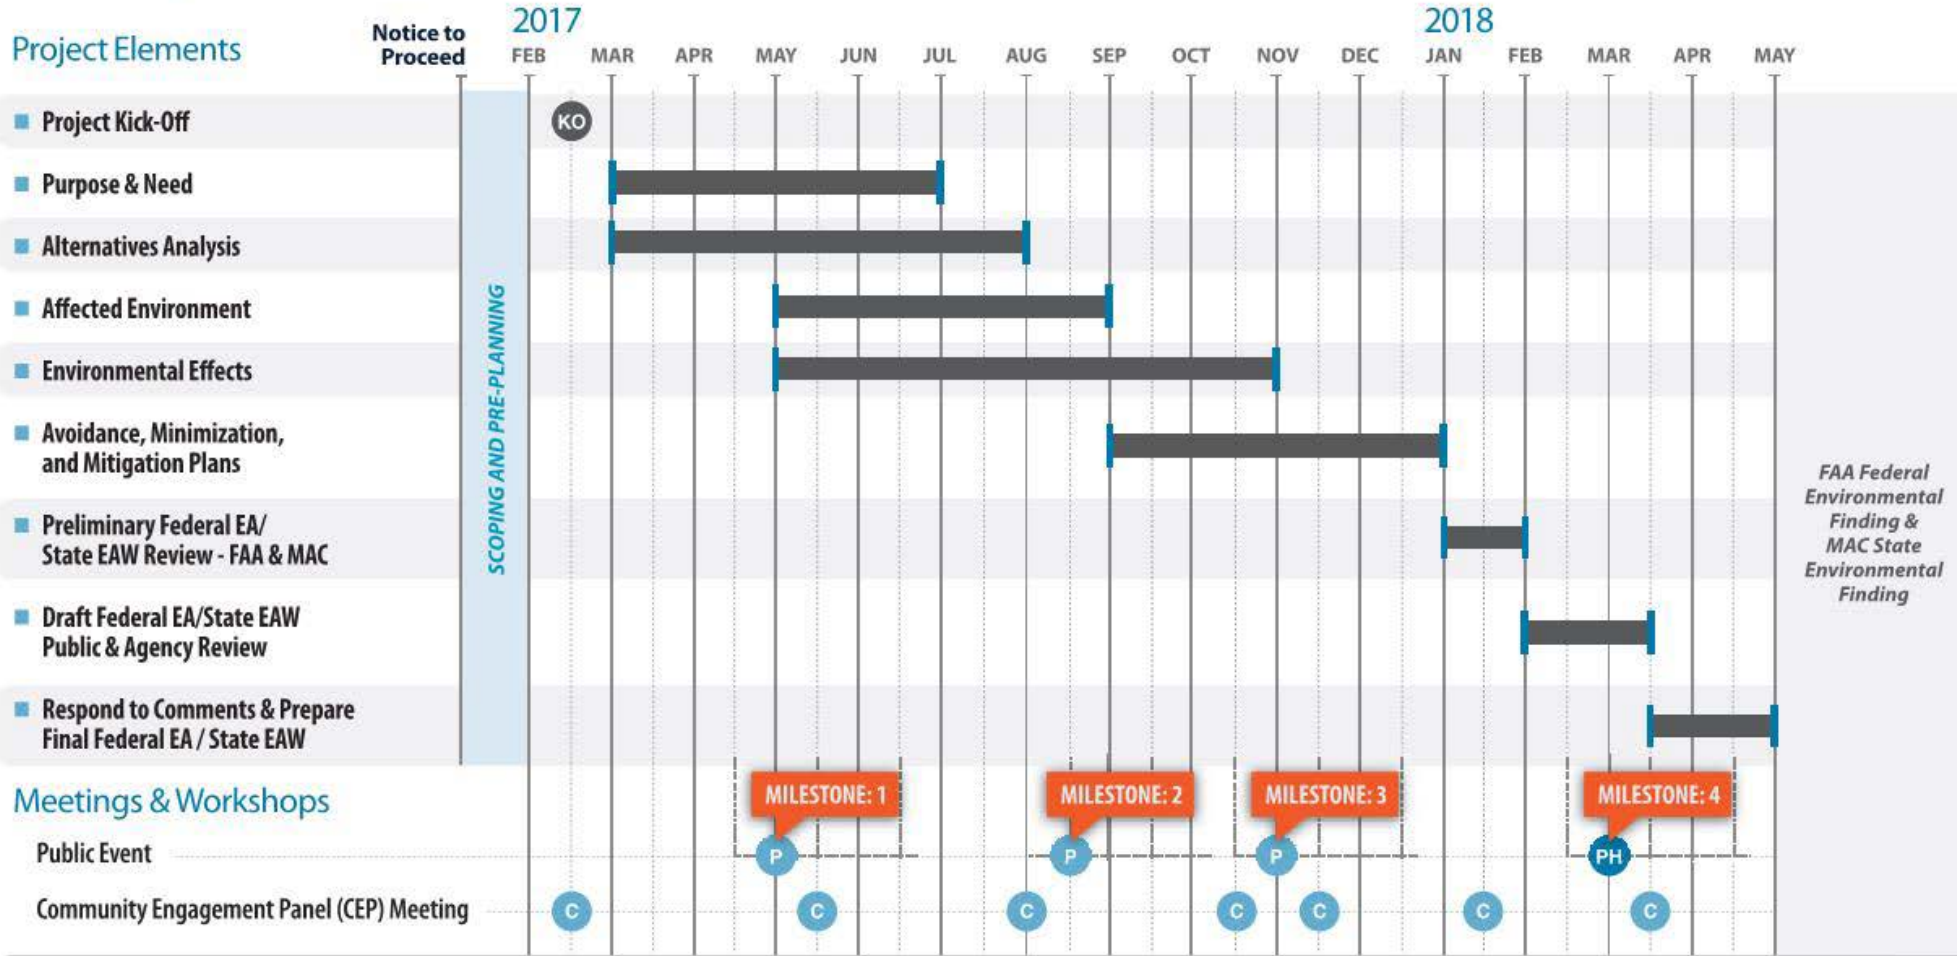 2017
2018
Project Elements
Notice to
Proceed
FEB MAR APR MAY JUN JUL AUG SEP OCT NOV DEC JAN FEB MAR APR MAY
Project Kick-Off
KO
Purpose & Need
Alternatives Analysis
Affected Environment
Environmental Effects
Avoidance, Minimization,
and Mitigation Plans
Preliminary Federal EA/
State EAW Review - FAA & MAC
Draft Federal EA/State EAW
Public & Agency Review
Respond to Comments & Prepare
Final Federal EA / State EAW
SCOPING AND PRE-PLANNING
FAA Federal
Environmental
Finding &
MAC State
Environmental
Finding
Meetings & Workshops
MILESTONE: 1
MILESTONE: 2
MILESTONE: 3
MILESTONE: 4
Public Event
P P P PH
Community Engagement Panel (CEP) Meeting
C C C C C C C